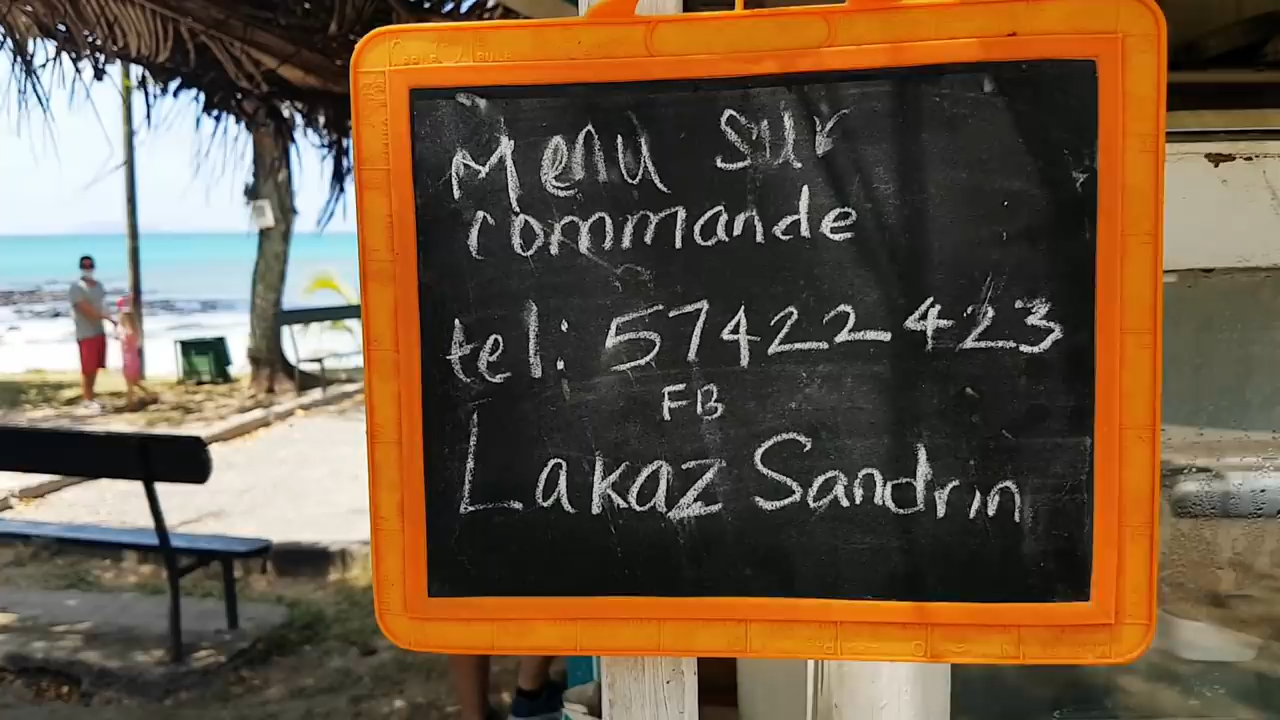 Menu sur
commande
tel: 57422423
FB
Lakaz Sandrin